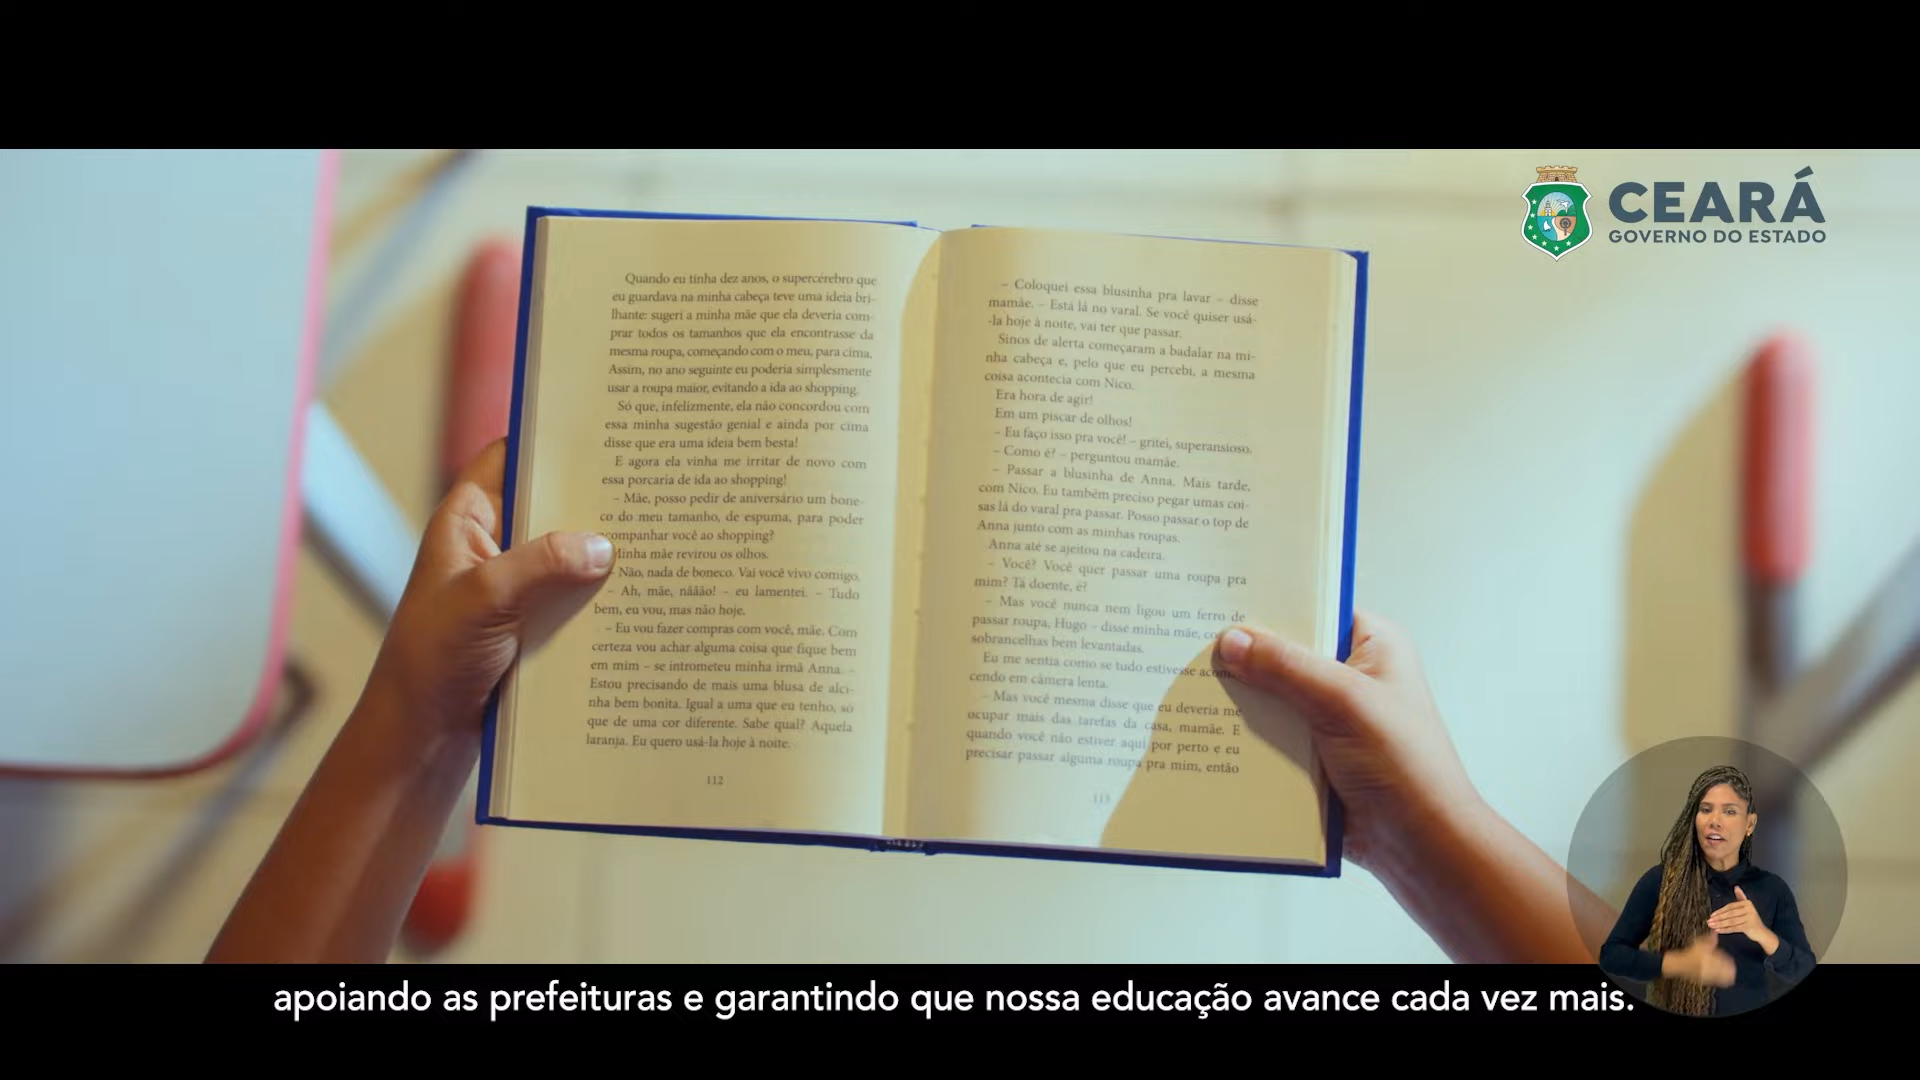 CEARÁ
GOVERNO DO ESTADO
Quando eu tinha dez anos, o supercérebro que
eu guardava na minha cabeça teve uma ideia bri-
lhante: sugeri a minha mãe que ela deveria com-
prar todos os tamanhos que ela encontrasse da
mesma roupa, começando com o meu, para cima.
Assim, no ano seguinte eu poderia simplesmente
usar a roupa maior, evitando a ida ao shopping.
Só que, infelizmente, ela não concordou com
essa minha sugestão genial e ainda por cima
disse que era uma ideia bem besta!
E agora ela vinha me irritar de novo com
essa porcaria de ida ao shopping!
– Mãe, posso pedir de aniversário um bone-
co do meu tamanho, de espuma, para poder
companhar você ao shopping?
Minha mãe revirou os olhos.
– Não, nada de boneco. Vai você vivo comigo.
– Ah, mãe, nããão! – eu lamentei. – Tudo
bem, eu vou, mas não hoje.
– Eu vou fazer compras com você, mãe. Com
certeza vou achar alguma coisa que fique bem
em mim – se intrometeu minha irmã Anna. –
Estou precisando de mais uma blusa de alci-
nha bem bonita. Igual a uma que eu tenho, só
que de uma cor diferente. Sabe qual? Aquela
laranja. Eu quero usá-la hoje à noite.
112
– Coloquei essa blusinha pra lavar – disse
mamãe. – Está lá no varal. Se você quiser usá-
-la hoje à noite, vai ter que passar.
Sinos de alerta começaram a badalar na mi-
nha cabeça e, pelo que eu percebi, a mesma
coisa acontecia com Nico.
Era hora de agir!
Em um piscar de olhos!
– Eu faço isso pra você! – gritei, superansioso.
– Como é? – perguntou mamãe.
– Passar a blusinha de Anna. Mais tarde,
com Nico. Eu também preciso pegar umas coi-
sas lá do varal pra passar. Posso passar o top de
Anna junto com as minhas roupas.
Anna até se ajeitou na cadeira.
– Você? Você quer passar uma roupa pra
mim? Tá doente, é?
– Mas você nunca nem ligou um ferro de
passar roupa, Hugo – disse minha mãe, co
sobrancelhas bem levantadas.
Eu me sentia como se tudo estivesse acon
cendo em câmera lenta.
– Mas você mesma disse que eu deveria me
ocupar mais das tarefas da casa, mamãe. E
quando você não estiver aqui por perto e eu
precisar passar alguma roupa pra mim, então
113
apoiando as prefeituras e garantindo que nossa educação avance cada vez mais.